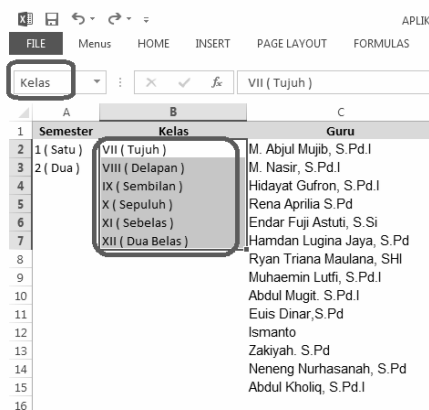 APLIK
FILE Menus HOME INSERT PAGE LAYOUT FORMULAS
Kelas fx VII ( Tujuh )
A B C
1 Semester Kelas Guru
2 1 ( Satu ) VII ( Tujuh ) M. Abjul Mujib, S.Pd.I
3 2 ( Dua ) VIII ( Delapan ) M. Nasir, S.Pd.I
4 IX ( Sembilan ) Hidayat Gufron, S.Pd.I
5 X ( Sepuluh ) Rena Aprilia S.Pd
6 XI ( Sebelas ) Endar Fuji Astuti, S.Si
7 XII ( Dua Belas ) Hamdan Lugina Jaya, S.Pd
8 Ryan Triana Maulana, SHI
9 Muhaemin Lutfi, S.Pd.I
10 Abdul Mugit. S.Pd.I
11 Euis Dinar,S.Pd
12 Ismanto
13 Zakiyah. S.Pd
14 Neneng Nurhasanah, S.Pd
15 Abdul Kholiq, S.Pd.I
16